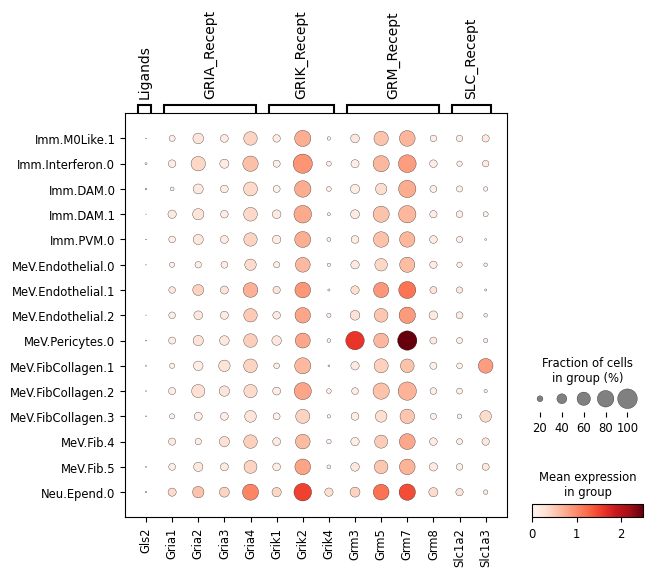 Ligands
GRIA_Recept
GRIK_Recept
GRM_Recept
SLC_Recept
Imm.M0Like.1
Imm.Interferon.0
Imm.DAM.0
Imm.DAM.1
Imm.PVM.0
MeV.Endothelial.0
MeV.Endothelial.1
MeV.Endothelial.2
MeV.Pericytes.0
MeV.FibCollagen.1
MeV.FibCollagen.2
MeV.FibCollagen.3
MeV.Fib.4
MeV.Fib.5
Neu.Epend.0
Gls2
Gria1
Gria2
Gria3
Gria4
Grik1
Grik2
Grik4
Grm3
Grm5
Grm7
Grm8
Slc1a2
Slc1a3
Fraction of cells
in group (%)
20 40 60 80 100
Mean expression
in group
0 1 2